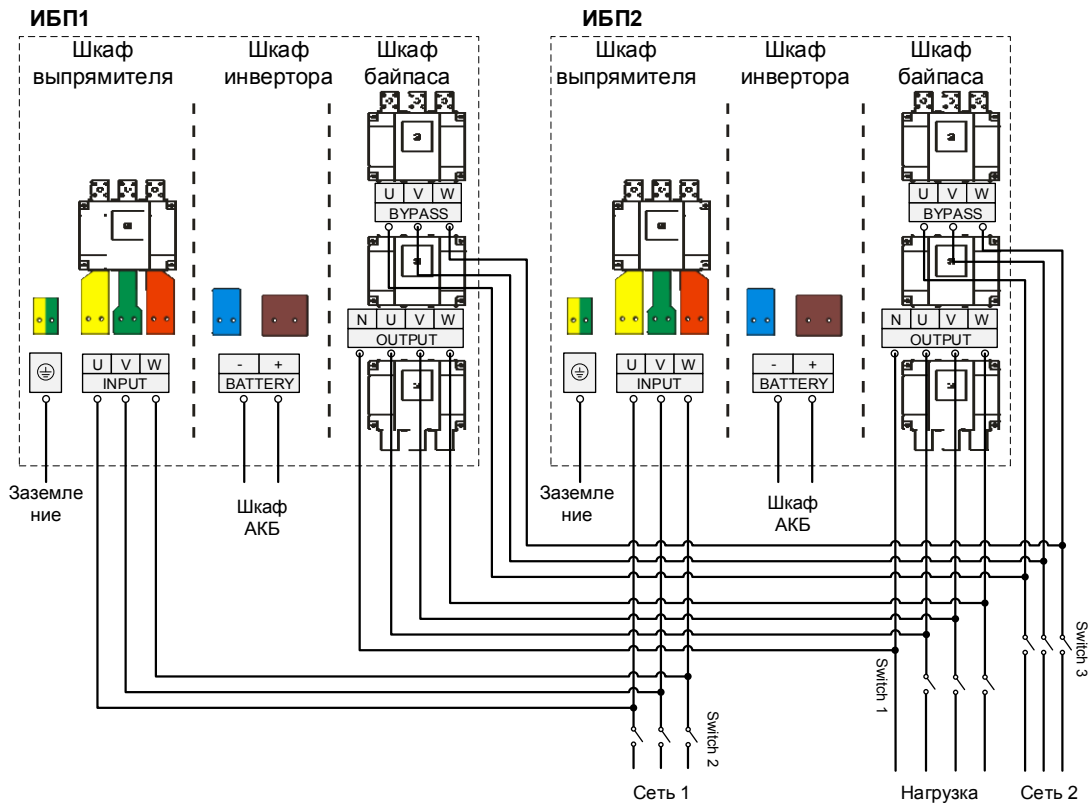 ИБП1
Шкаф
выпрямителя
Шкаф
инвертора
Шкаф
байпаса
U V W
BYPASS
N U V W
OUTPUT
U V W
INPUT
- +
BATTERY
Заземле
ние
Шкаф
АКБ
ИБП2
Шкаф
выпрямителя
Шкаф
инвертора
Шкаф
байпаса
U V W
BYPASS
N U V W
OUTPUT
U V W
INPUT
- +
BATTERY
Заземле
ние
Шкаф
АКБ
Switch 3
Switch 1
Switch 2
Сеть 1
Нагрузка
Сеть 2